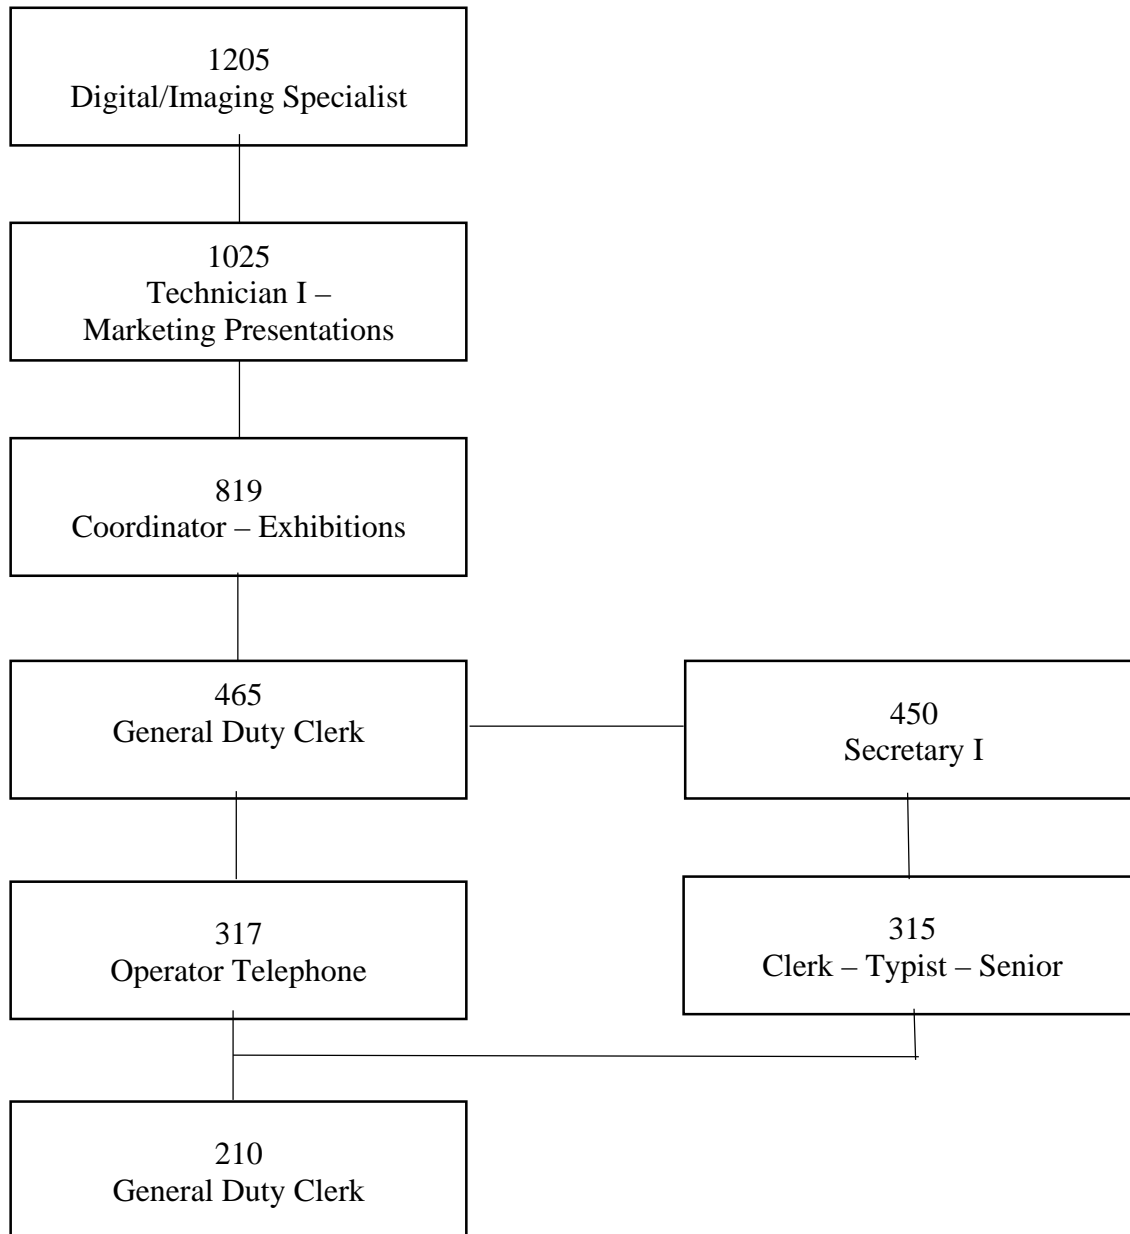 1205
Digital/Imaging Specialist
1025
Technician I –
Marketing Presentations
819
Coordinator – Exhibitions
465
General Duty Clerk
450
Secretary I
317
Operator Telephone
315
Clerk – Typist – Senior
210
General Duty Clerk